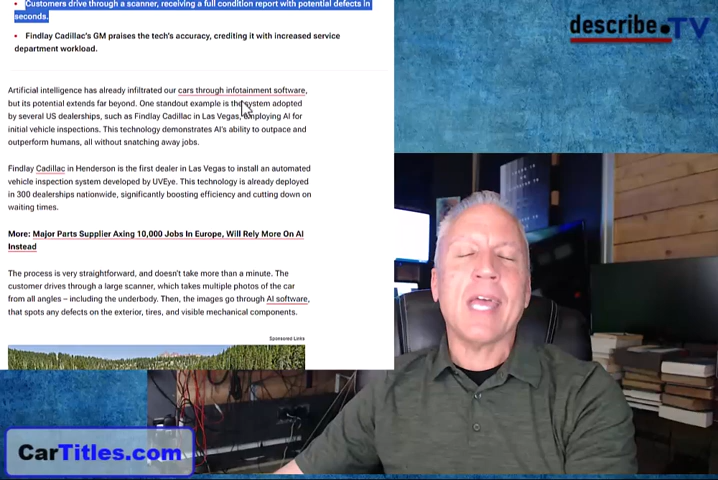 • Customers drive through a scanner, receiving a full condition report with potential defects in
seconds.
• Findlay Cadillac's GM praises the tech's accuracy, crediting it with increased service
department workload.
Artificial intelligence has already infiltrated our cars through infotainment software,
but its potential extends far beyond. One standout example is the system adopted
by several US dealerships, such as Findlay Cadillac in Las Vegas, employing AI for
initial vehicle inspections. This technology demonstrates AI's ability to outpace and
outperform humans, all without snatching away jobs.
Findlay Cadillac in Henderson is the first dealer in Las Vegas to install an automated
vehicle inspection system developed by UVEye. This technology is already deployed
in 300 dealerships nationwide, significantly boosting efficiency and cutting down on
waiting times.
More: Major Parts Supplier Axing 10,000 Jobs In Europe, Will Rely More On AI
Instead
The process is very straightforward, and doesn't take more than a minute. The
customer drives through a large scanner, which takes multiple photos of the car
from all angles – including the underbody. Then, the images go through AI software,
that spots any defects on the exterior, tires, and visible mechanical components.
Sponsored Links
describe.TV
CarTitles.com